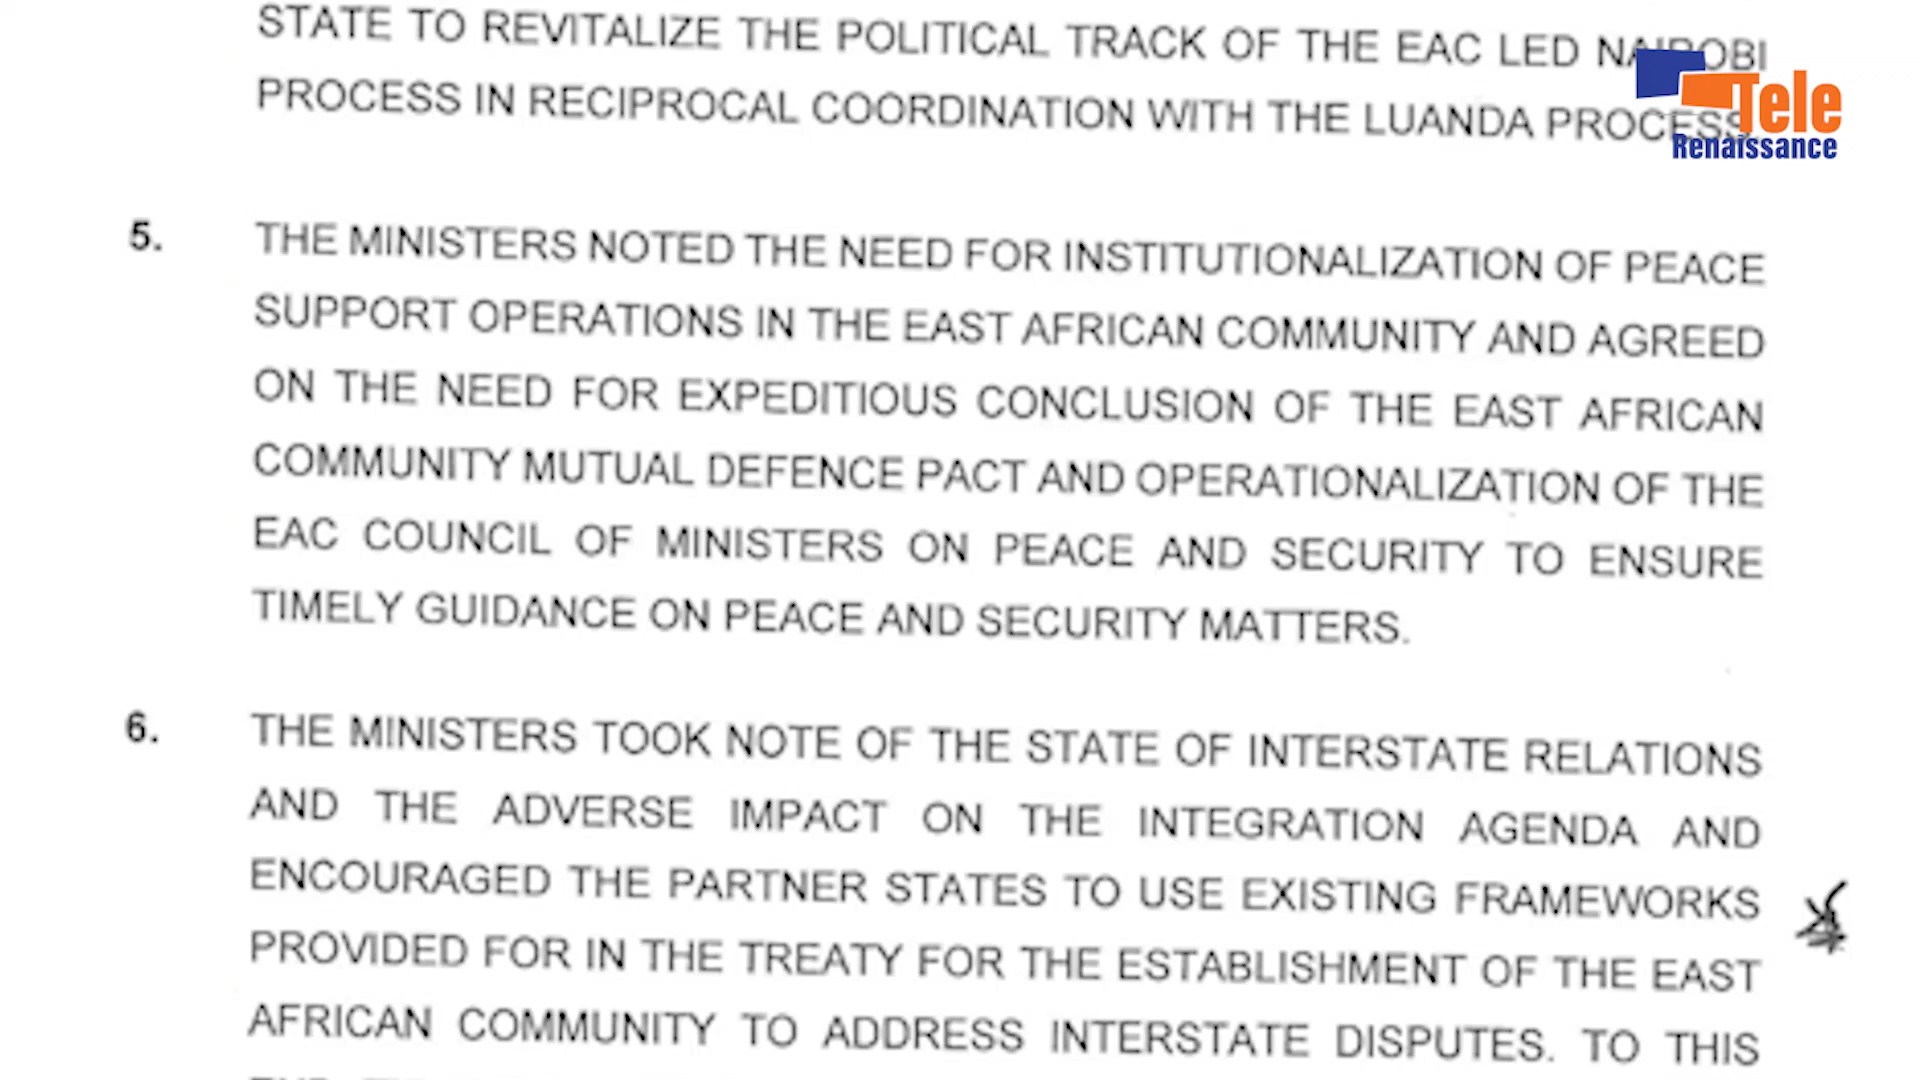 STATE TO REVITALIZE THE POLITICAL TRACK OF THE EAC LED NAIROBI
PROCESS IN RECIPROCAL COORDINATION WITH THE LUANDA PROCESS.
Tele
Renaissance
5. THE MINISTERS NOTED THE NEED FOR INSTITUTIONALIZATION OF PEACE
SUPPORT OPERATIONS IN THE EAST AFRICAN COMMUNITY AND AGREED
ON THE NEED FOR EXPEDITIOUS CONCLUSION OF THE EAST AFRICAN
COMMUNITY MUTUAL DEFENCE PACT AND OPERATIONALIZATION OF THE
EAC COUNCIL OF MINISTERS ON PEACE AND SECURITY TO ENSURE
TIMELY GUIDANCE ON PEACE AND SECURITY MATTERS.
6. THE MINISTERS TOOK NOTE OF THE STATE OF INTERSTATE RELATIONS
AND THE ADVERSE IMPACT ON THE INTEGRATION AGENDA AND
ENCOURAGED THE PARTNER STATES TO USE EXISTING FRAMEWORKS
PROVIDED FOR IN THE TREATY FOR THE ESTABLISHMENT OF THE EAST
AFRICAN COMMUNITY TO ADDRESS INTERSTATE DISPUTES. TO THIS